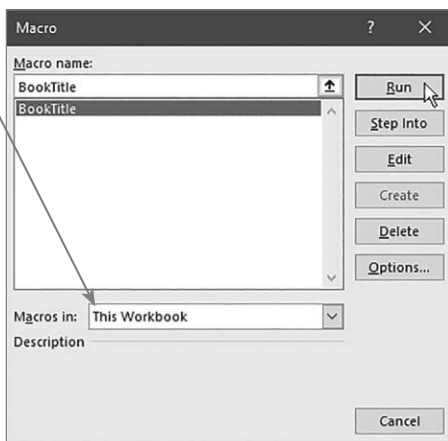 Macro ? ×
Macro name:
BookTitle
BookTitle
Run
Step Into
Edit
Create
Delete
Options...
Macros in: This Workbook
Description
Cancel